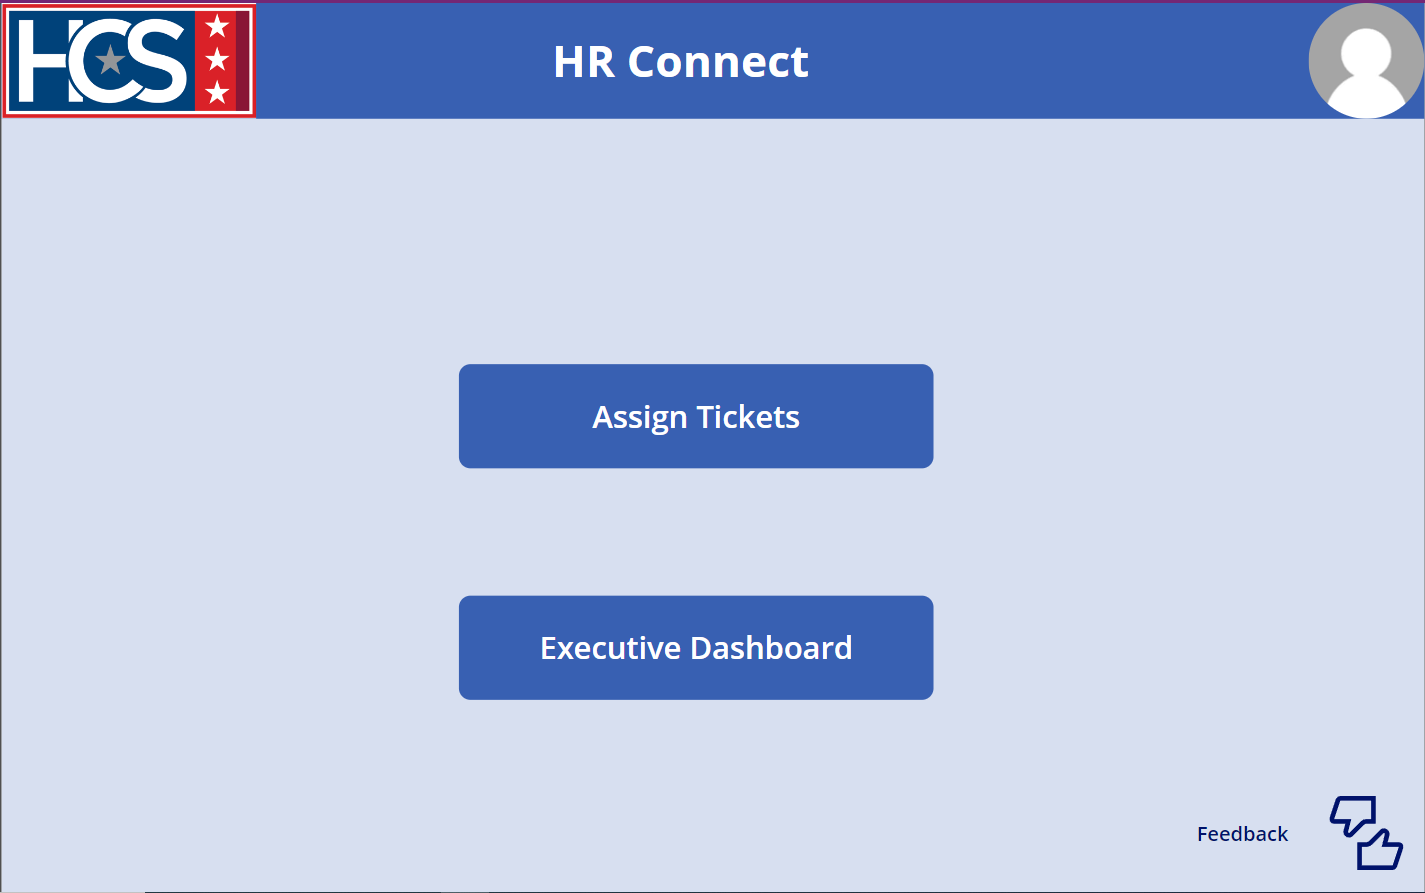 HCS
HR Connect
Assign Tickets
Executive Dashboard
Feedback